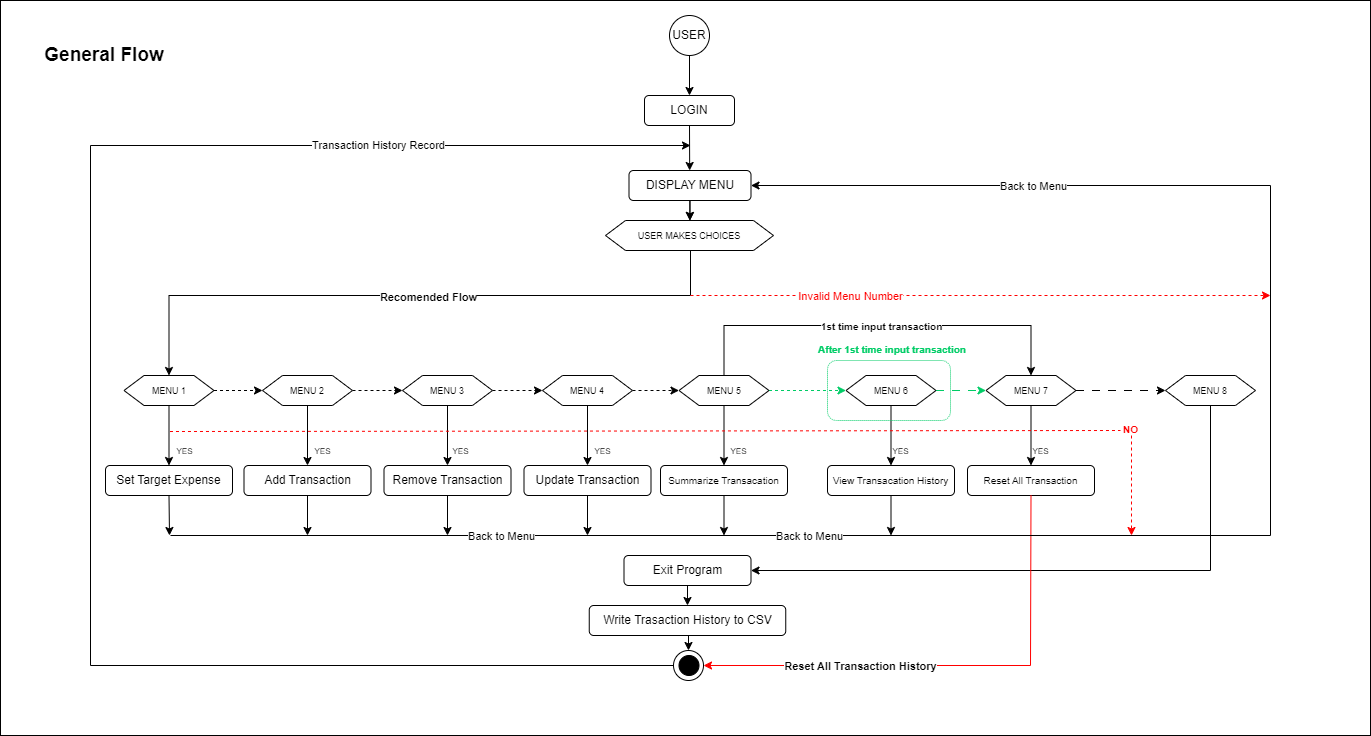 USER
General Flow
LOGIN
Transaction History Record
DISPLAY MENU
Back to Menu
USER MAKES CHOICES
Recomended Flow
Invalid Menu Number
1st time input transaction
After 1st time input transaction
MENU 1
MENU 2
MENU 3
MENU 4
MENU 5
MENU 6
MENU 7
MENU 8
NO
YES
YES
YES
YES
YES
YES
YES
Set Target Expense
Add Transaction
Remove Transaction
Update Transaction
Summarize Transacation
View Transacation History
Reset All Transaction
Back to Menu
Back to Menu
Exit Program
Write Trasaction History to CSV
Reset All Transaction History